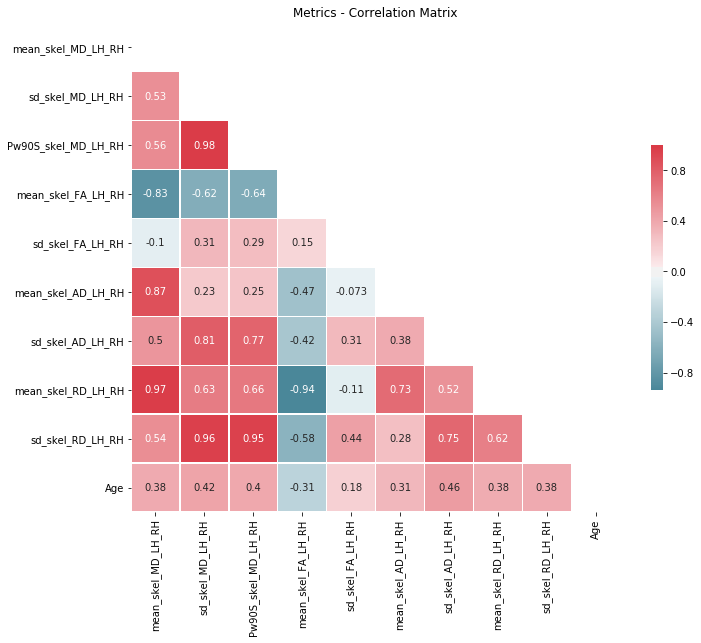 Metrics - Correlation Matrix
mean_skel_MD_LH_RH
sd_skel_MD_LH_RH 0.53
Pw90S_skel_MD_LH_RH 0.56 0.98
mean_skel_FA_LH_RH -0.83 -0.62 -0.64
sd_skel_FA_LH_RH -0.1 0.31 0.29 0.15
mean_skel_AD_LH_RH 0.87 0.23 0.25 -0.47 -0.073
sd_skel_AD_LH_RH 0.5 0.81 0.77 -0.42 0.31 0.38
mean_skel_RD_LH_RH 0.97 0.63 0.66 -0.94 -0.11 0.73 0.52
sd_skel_RD_LH_RH 0.54 0.96 0.95 -0.58 0.44 0.28 0.75 0.62
Age 0.38 0.42 0.4 -0.31 0.18 0.31 0.46 0.38 0.38
mean_skel_MD_LH_RH
sd_skel_MD_LH_RH
Pw90S_skel_MD_LH_RH
mean_skel_FA_LH_RH
sd_skel_FA_LH_RH
mean_skel_AD_LH_RH
sd_skel_AD_LH_RH
mean_skel_RD_LH_RH
sd_skel_RD_LH_RH
Age
0.8
0.4
0.0
-0.4
-0.8